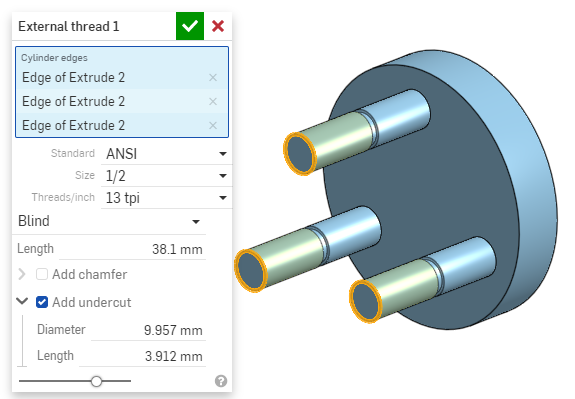 External thread 1
Cylinder edges
Edge of Extrude 2
Edge of Extrude 2
Edge of Extrude 2
Standard ANSI
Size 1/2
Threads/inch 13 tpi
Blind
Length 38.1 mm
Add chamfer
Add undercut
Diameter 9.957 mm
Length 3.912 mm